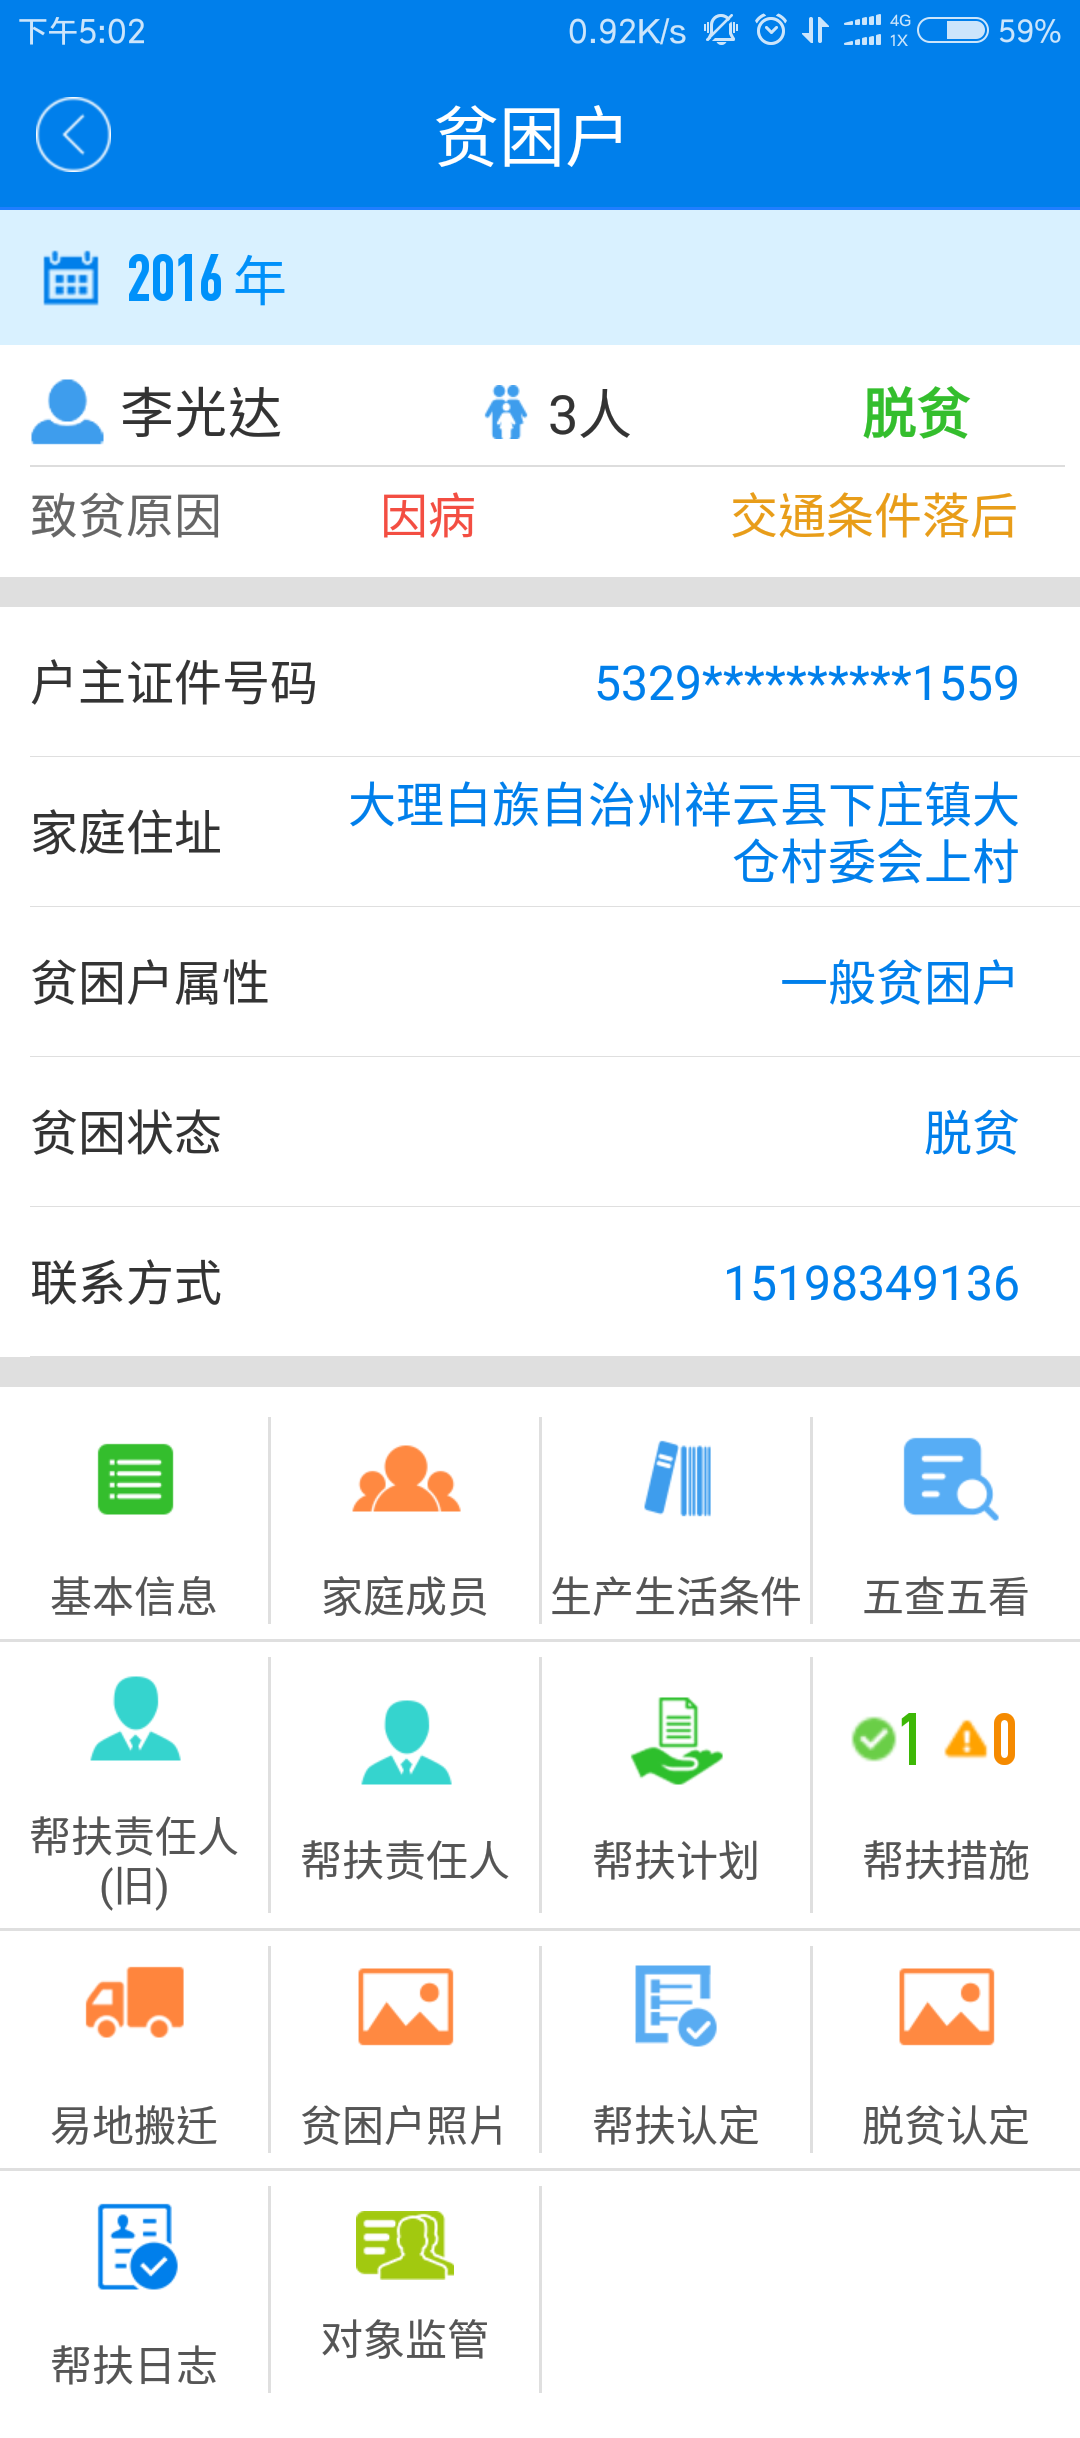 下午5:02 0.92K/s 4G 1X 59%
贫困户
2016 年
李光达 3人 脱贫
致贫原因 因病 交通条件落后
户主证件号码 5329**********1559
家庭住址 大理白族自治州祥云县下庄镇大
仓村委会上村
贫困户属性 一般贫困户
贫困状态 脱贫
联系方式 15198349136
基本信息 家庭成员 生产生活条件 五查五看
1 0
帮扶责任人
(旧) 帮扶责任人 帮扶计划 帮扶措施
易地搬迁 贫困户照片 帮扶认定 脱贫认定
帮扶日志 对象监管